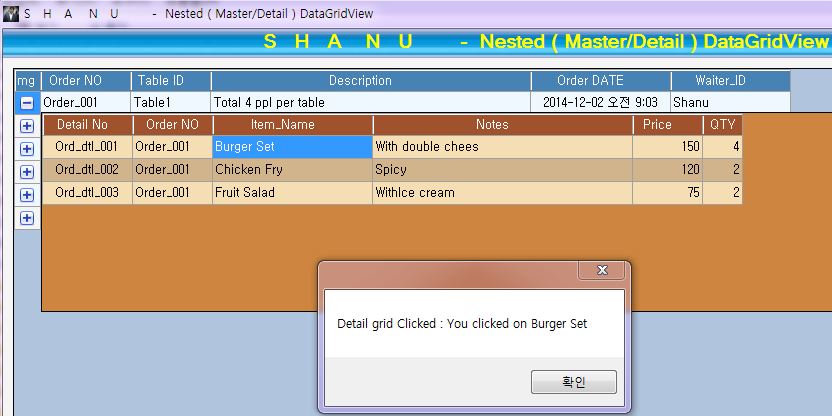 S H A N U - Nested ( Master/Detail ) DataGridView
S H A N U - Nested ( Master/Detail ) DataGridView
mg Order NO Table ID Description Order DATE Waiter_ID
Order_001 Table1 Total 4 ppl per table 2014-12-02 오전 9:03 Shanu
Detail No Order NO Item_Name Notes Price QTY
Ord_dtl_001 Order_001 Burger Set With double chees 150 4
Ord_dtl_002 Order_001 Chicken Fry Spicy 120 2
Ord_dtl_003 Order_001 Fruit Salad WithIce cream 75 2
Detail grid Clicked : You clicked on Burger Set
확인